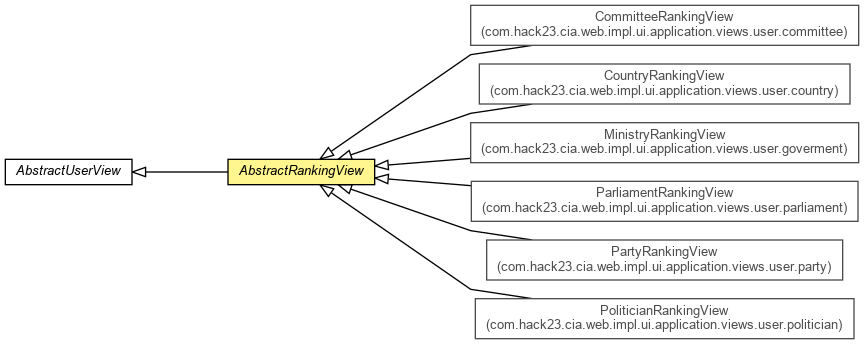 CommitteeRankingView
(com.hack23.cia.web.impl.ui.application.views.user.committee)
CountryRankingView
(com.hack23.cia.web.impl.ui.application.views.user.country)
MinistryRankingView
(com.hack23.cia.web.impl.ui.application.views.user.goverment)
AbstractUserView
AbstractRankingView
ParliamentRankingView
(com.hack23.cia.web.impl.ui.application.views.user.parliament)
PartyRankingView
(com.hack23.cia.web.impl.ui.application.views.user.party)
PoliticianRankingView
(com.hack23.cia.web.impl.ui.application.views.user.politician)